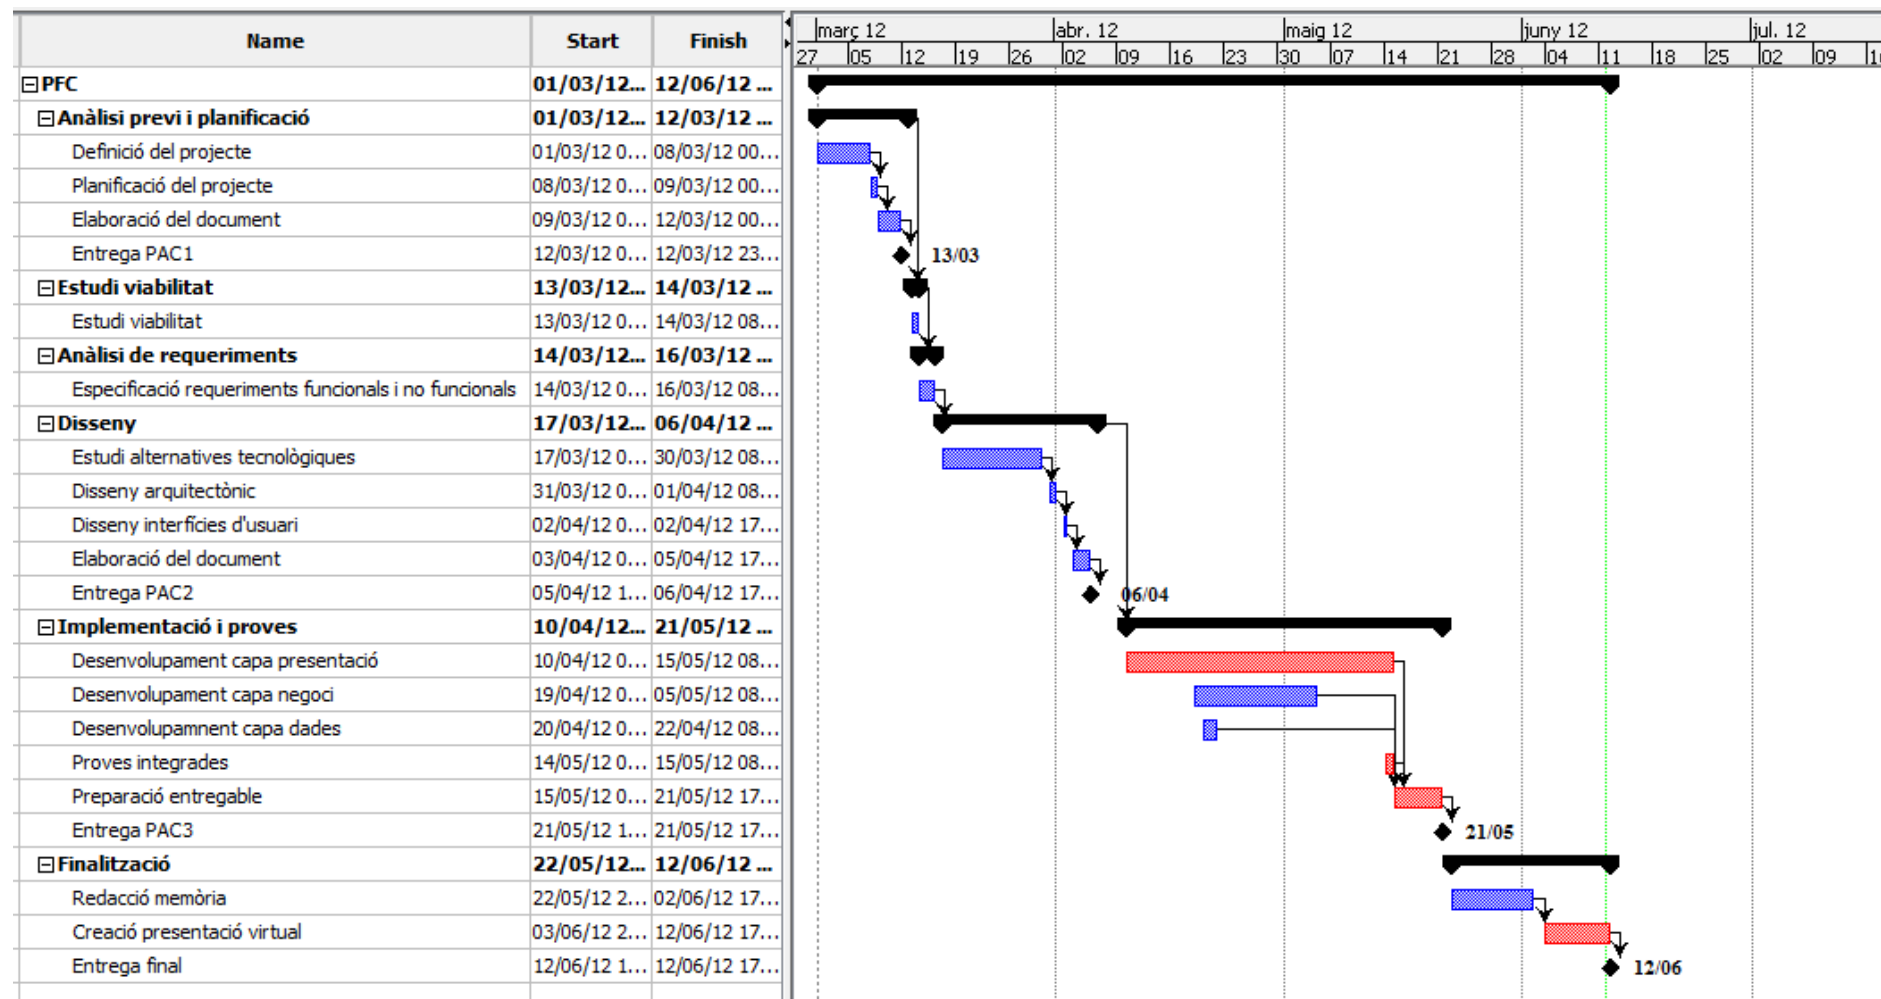 Name Start Finish
març 12 abr. 12 maig 12 juny 12 jul. 12
27 05 12 19 26 02 09 16 23 30 07 14 21 28 04 11 18 25 02 09
PFC 01/03/12... 12/06/12 ...
Anàlisi previ i planificació 01/03/12... 12/03/12 ...
Definició del projecte 01/03/12 0... 08/03/12 00...
Planificació del projecte 08/03/12 0... 09/03/12 00...
Elaboració del document 09/03/12 0... 12/03/12 00...
Entrega PAC1 12/03/12 0... 12/03/12 23... 13/03
Estudi viabilitat 13/03/12... 14/03/12 ...
Estudi viabilitat 13/03/12 0... 14/03/12 08...
Anàlisi de requeriments 14/03/12... 16/03/12 ...
Especificació requeriments funcionals i no funcionals 14/03/12 0... 16/03/12 08...
Disseny 17/03/12... 06/04/12 ...
Estudi alternatives tecnològiques 17/03/12 0... 30/03/12 08...
Disseny arquitectònic 31/03/12 0... 01/04/12 08...
Disseny interfícies d'usuari 02/04/12 0... 02/04/12 17...
Elaboració del document 03/04/12 0... 05/04/12 17...
Entrega PAC2 05/04/12 1... 06/04/12 17... 06/04
Implementació i proves 10/04/12... 21/05/12 ...
Desenvolupament capa presentació 10/04/12 0... 15/05/12 08...
Desenvolupament capa negoci 19/04/12 0... 05/05/12 08...
Desenvolupamnent capa dades 20/04/12 0... 22/04/12 08...
Proves integrades 14/05/12 0... 15/05/12 08...
Preparació entregable 15/05/12 0... 21/05/12 17...
Entrega PAC3 21/05/12 1... 21/05/12 17... 21/05
Finalització 22/05/12... 12/06/12 ...
Redacció memòria 22/05/12 2... 02/06/12 17...
Creació presentació virtual 03/06/12 2... 12/06/12 17...
Entrega final 12/06/12 1... 12/06/12 17... 12/06